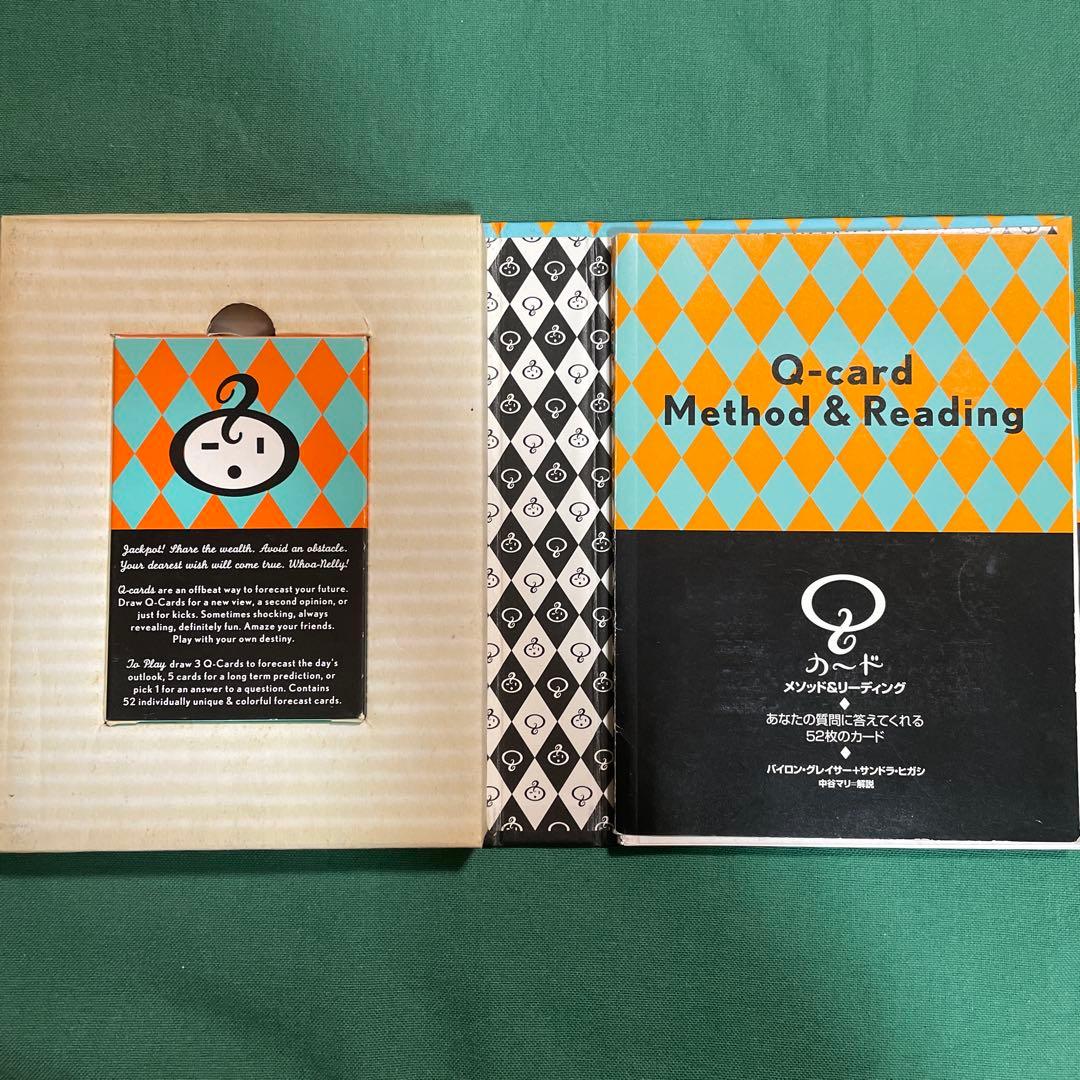 Jackpot! Share the wealth. Avoid an obstacle.
Your dearest wish will come true. Whoa-Nelly!
Q-cards are an offbeat way to forecast your future.
Draw Q-Cards for a new view, a second opinion, or
just for kicks. Sometimes shocking, always
revealing, definitely fun. Amaze your friends.
Play with your own destiny.
To Play draw 3 Q-Cards to forecast the day's
outlook, 5 cards for a long term prediction, or
pick 1 for an answer to a question. Contains
52 individually unique & colorful forecast cards.
Q-card
Method & Reading
Q
カード
メソッド&リーディング
あなたの質問に答えてくれる
52枚のカード
バイロン・グレイサー+サンドラ・ヒガシ
中谷マリ=解説